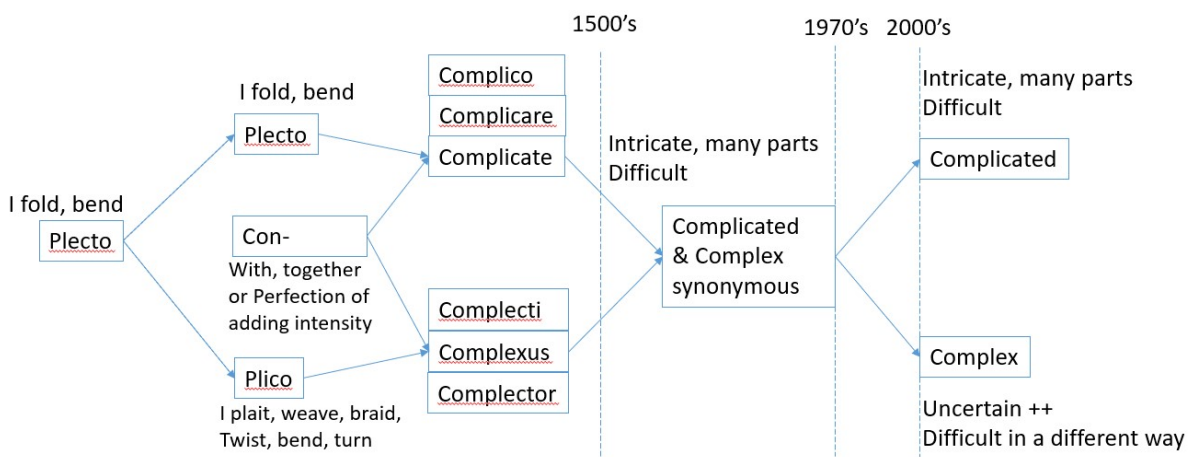 1500's
1970's
2000's
I fold, bend
Plecto
I fold, bend
Plecto
Con-
With, together
or Perfection of
adding intensity
Plico
I plait, weave, braid,
Twist, bend, turn
Complico
Complicare
Complicate
Complecti
Complexus
Complector
Intricate, many parts
Difficult
Complicated
& Complex
synonymous
Intricate, many parts
Difficult
Complicated
Complex
Uncertain ++
Difficult in a different way